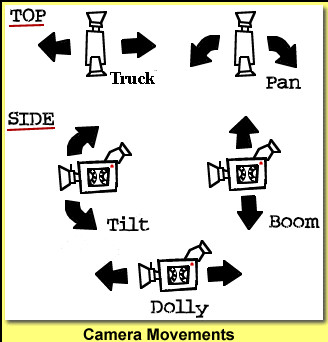 TOP
Truck
Pan
SIDE
Tilt
Boom
Dolly
Camera Movements